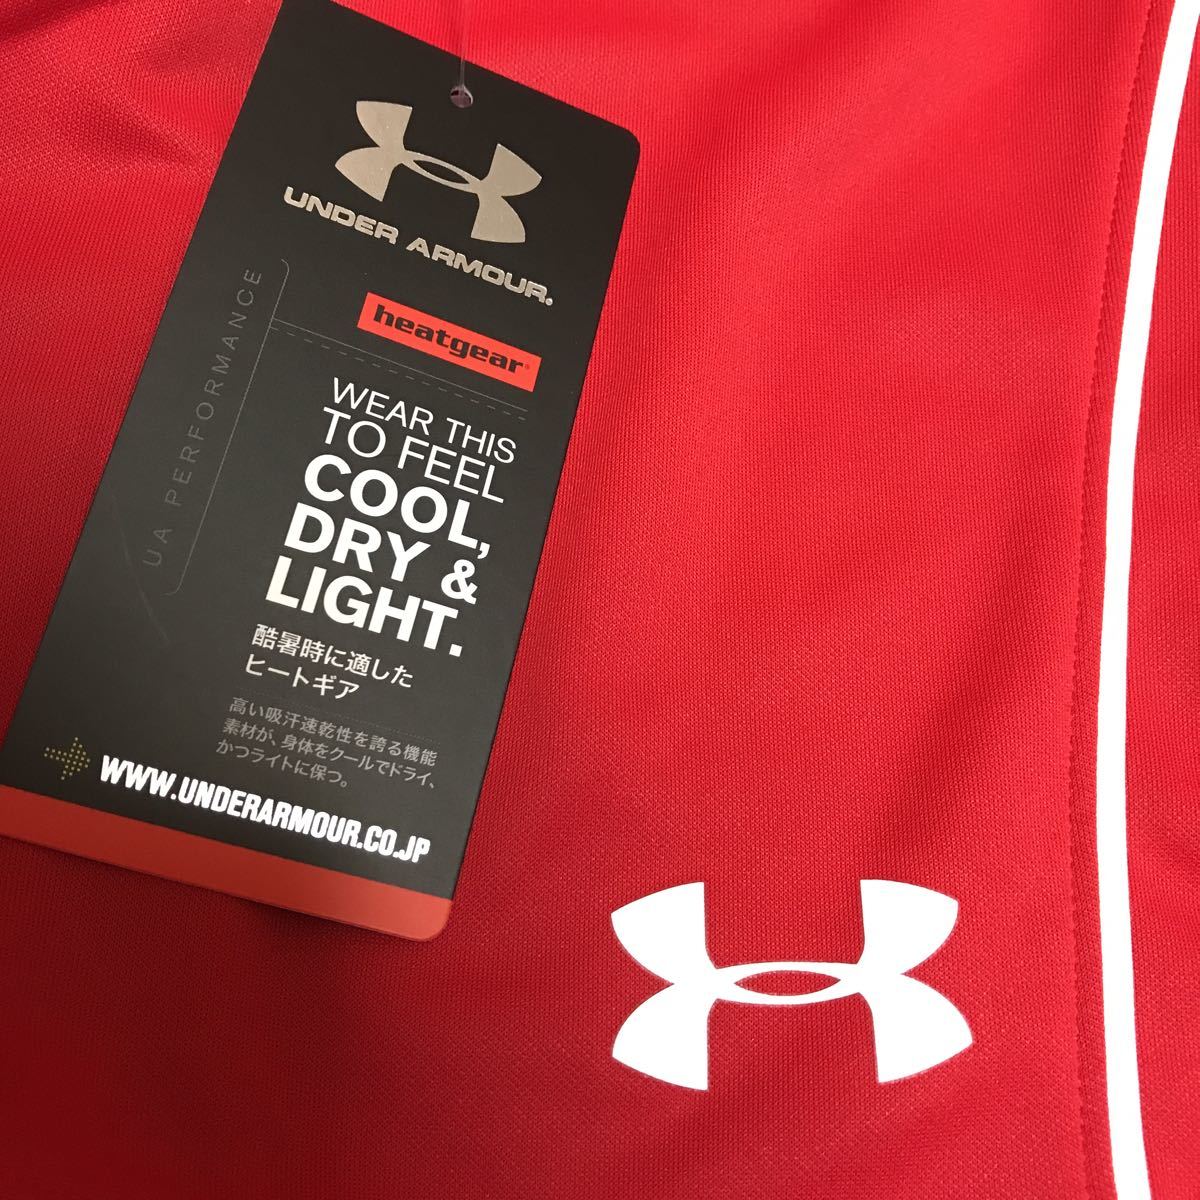 UNDER ARMOUR.
heatgear®
UA PERFORMANCE
WEAR THIS
TO FEEL
COOL,
DRY &
LIGHT.
酷暑時に適した
ヒートギア
高い吸汗速乾性を誇る機能
素材が、身体をクールでドライ、
かつライトに保つ。
WWW.UNDERARMOUR.CO.JP